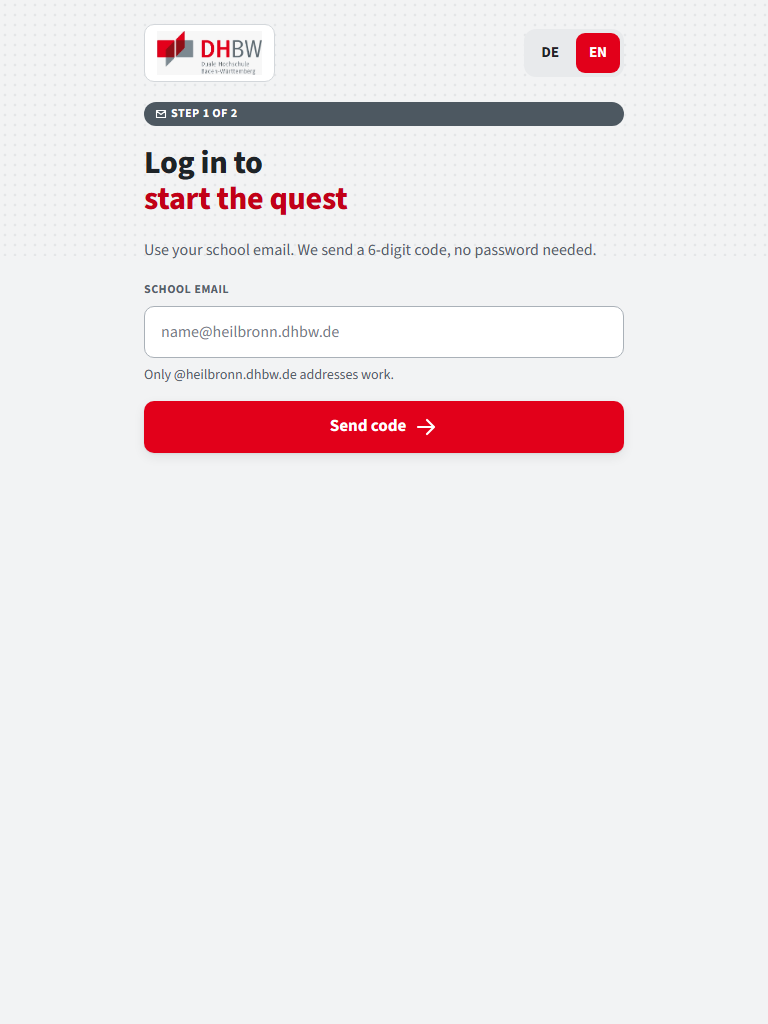 DHBW
Duale Hochschule
Baden-Württemberg
DE
EN
STEP 1 OF 2
Log in to
start the quest
Use your school email. We send a 6-digit code, no password needed.
SCHOOL EMAIL
name@heilbronn.dhbw.de
Only @heilbronn.dhbw.de addresses work.
Send code